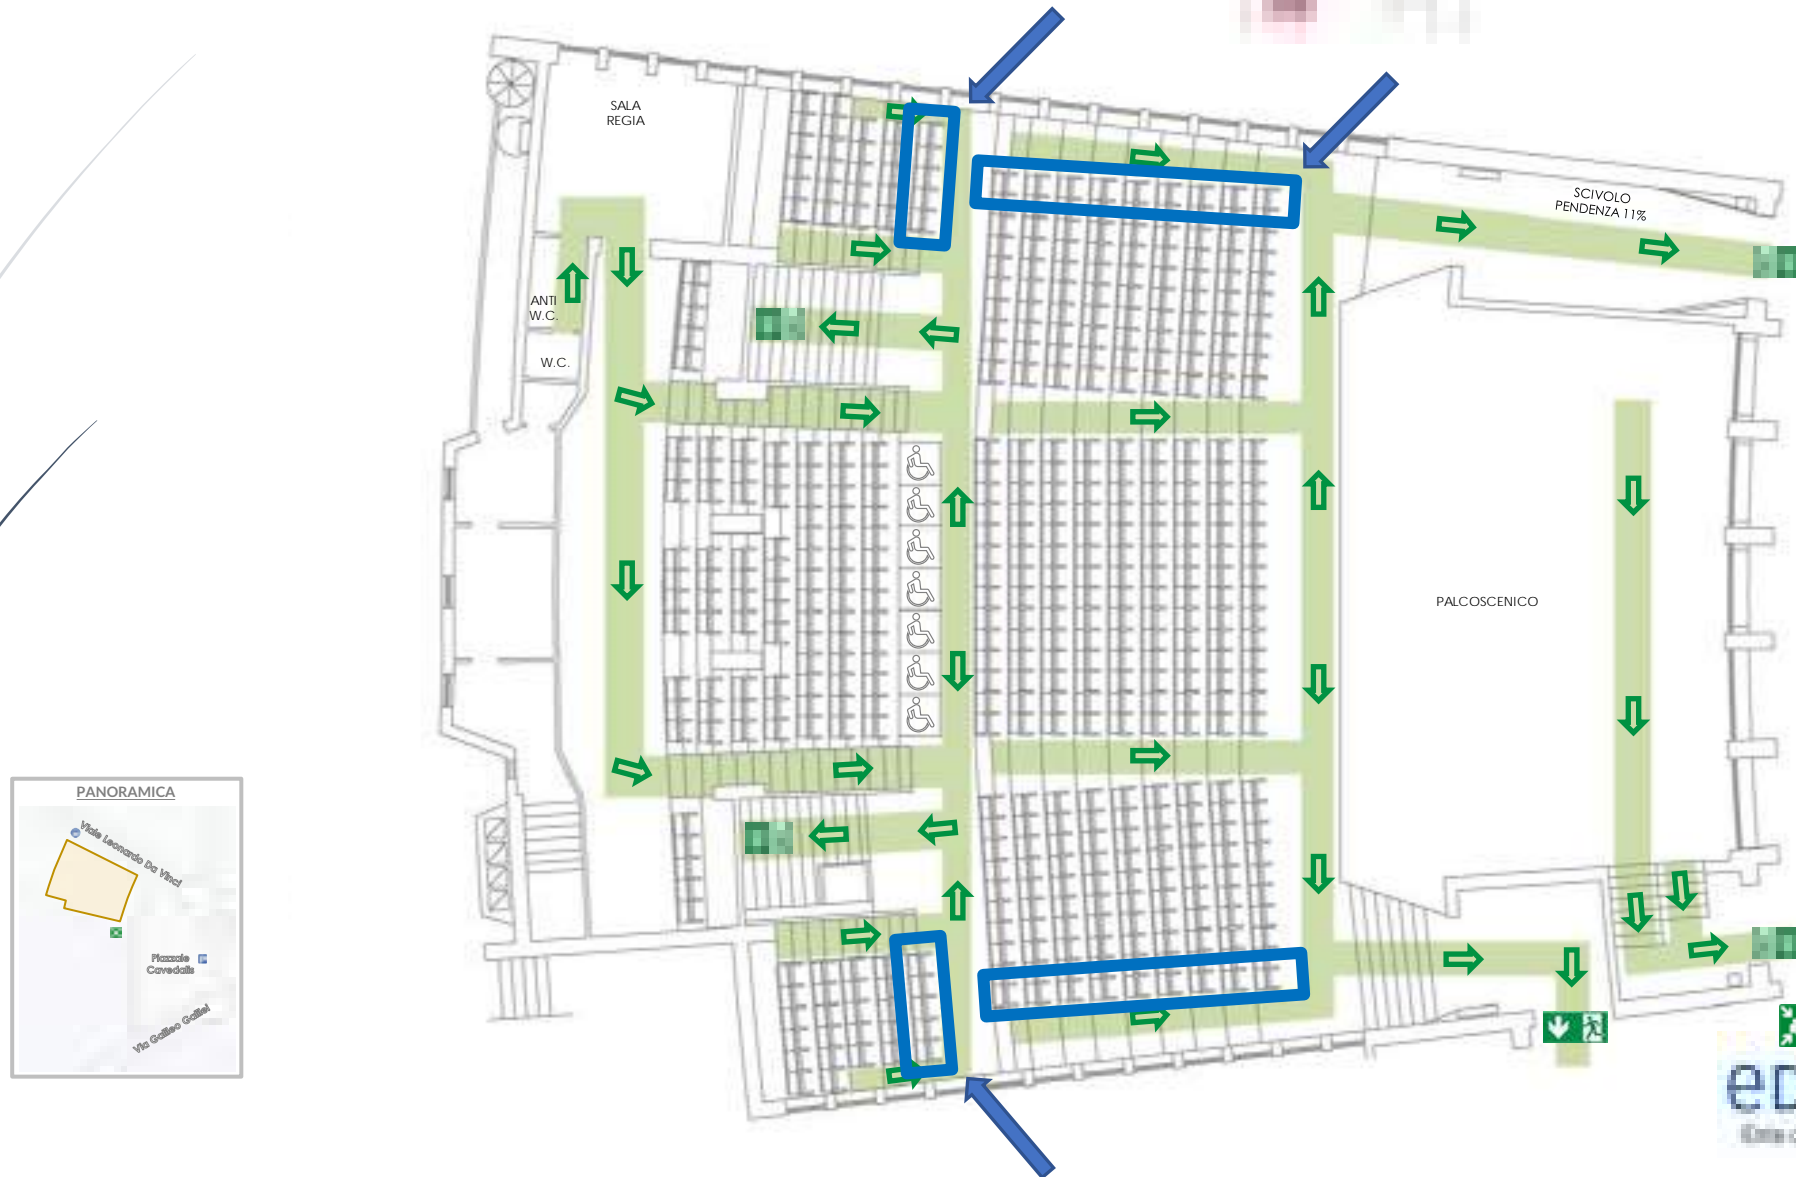 SALA
REGIA
SCIVOLO
PENDENZA 11%
ANTI
W.C.
W.C.
PALCOSCENICO
PANORAMICA
Viale Leonardo Da Vinci
Piazzale
Cavedalis
Via Galileo Galilei